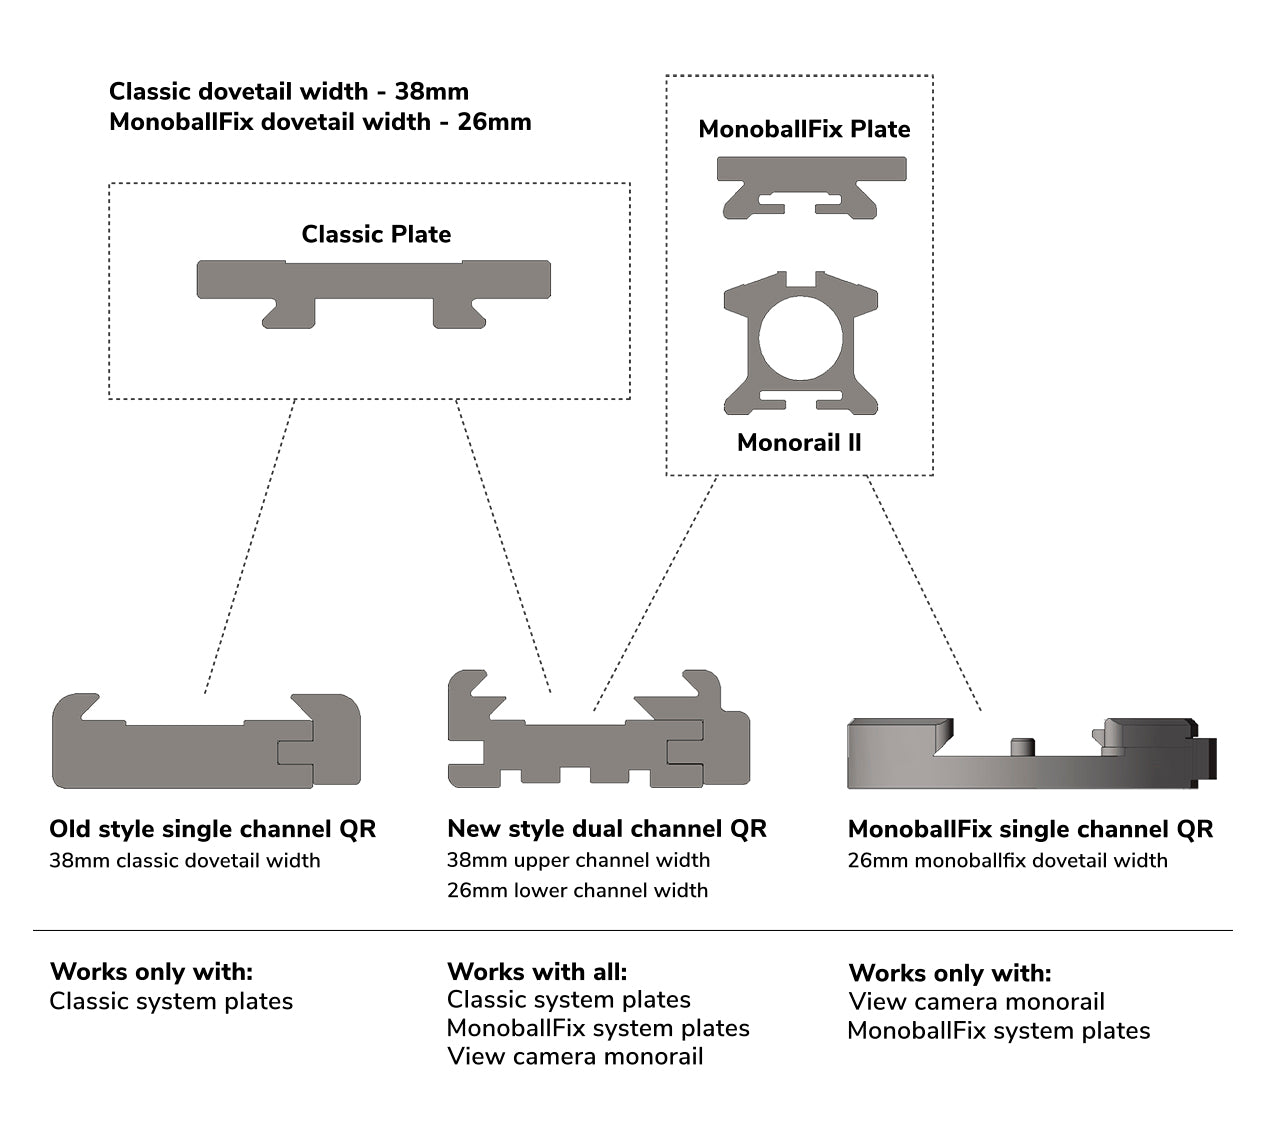 Classic dovetail width - 38mm
MonoballFix dovetail width - 26mm
MonoballFix Plate
Classic Plate
Monorail II
Old style single channel QR
38mm classic dovetail width
New style dual channel QR
38mm upper channel width
26mm lower channel width
MonoballFix single channel QR
26mm monoballfix dovetail width
Works only with:
Classic system plates
Works with all:
Classic system plates
MonoballFix system plates
View camera monorail
Works only with:
View camera monorail
MonoballFix system plates